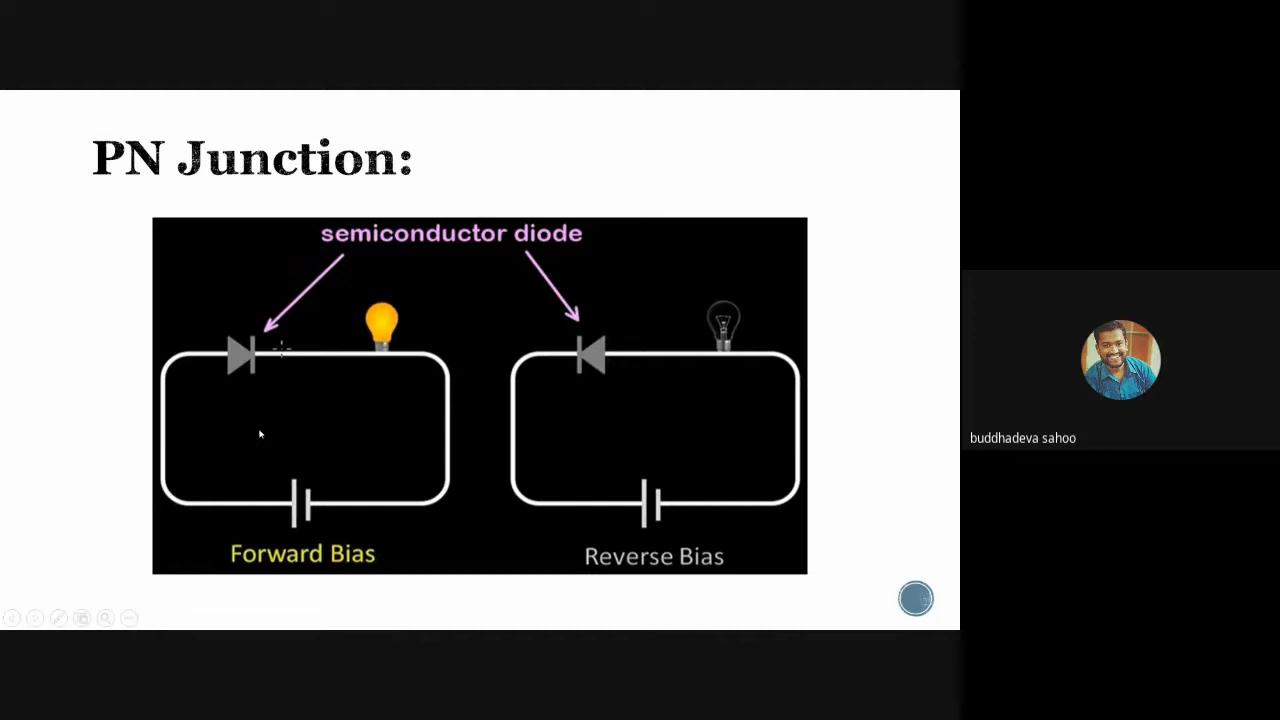 PN Junction:
semiconductor diode
Forward Bias
Reverse Bias
buddhadeva sahoo